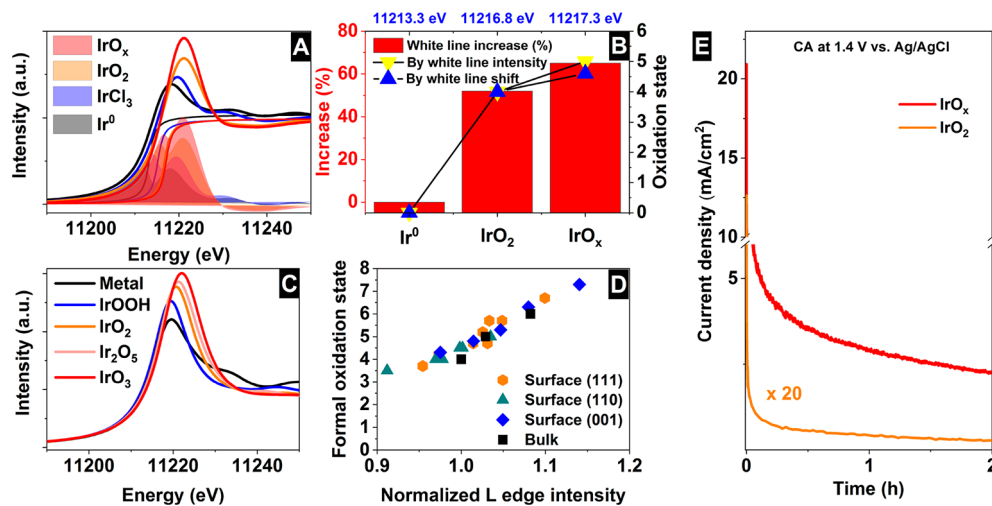 A
Intensity (a.u.)
IrOₓ
IrO₂
IrCl₃
Ir⁰
11200 11220 11240
Energy (eV)
11213.3 eV 11216.8 eV 11217.3 eV
B
White line increase (%)
By white line intensity
By white line shift
Increase (%)
80
60
40
20
0
Oxidation state
6
5
4
3
2
1
0
Ir⁰ IrO₂ IrOₓ
C
Intensity (a.u.)
Metal
IrOOH
IrO₂
Ir₂O₅
IrO₃
11200 11220 11240
Energy (eV)
D
Formal oxidation state
8
7
6
5
4
3
2
1
0
Surface (111)
Surface (110)
Surface (001)
Bulk
0.9 1.0 1.1 1.2
Normalized L edge intensity
E
CA at 1.4 V vs. Ag/AgCl
IrOₓ
IrO₂
Current density (mA/cm²)
20
15
10
5
x 20
0 1 2
Time (h)